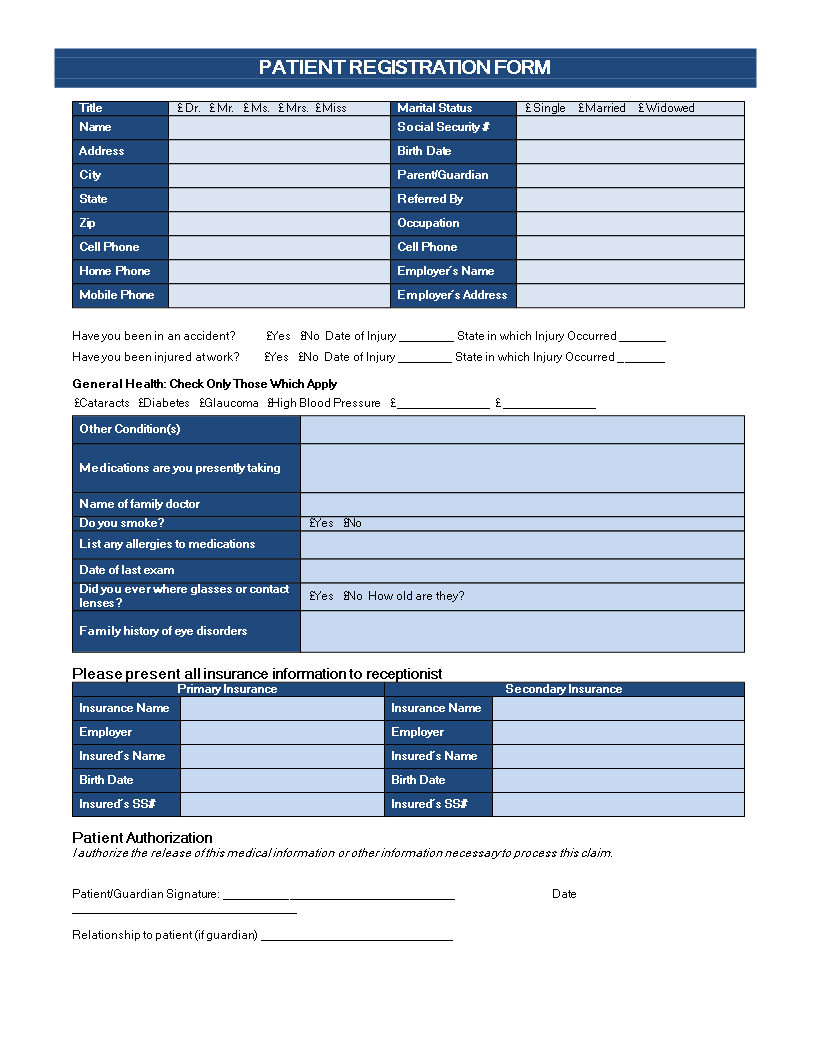 PATIENT REGISTRATION FORM
Title £Dr. £Mr. £Ms. £Mrs. £Miss Marital Status £Single £Married £Widowed
Name Social Security #
Address Birth Date
City Parent/Guardian
State Referred By
Zip Occupation
Cell Phone Cell Phone
Home Phone Employer´s Name
Mobile Phone Employer´s Address
Have you been in an accident? £Yes £No Date of Injury _________ State in which Injury Occurred ________
Have you been injured at work? £Yes £No Date of Injury _________ State in which Injury Occurred ________
General Health: Check Only Those Which Apply
£Cataracts £Diabetes £Glaucoma £High Blood Pressure £_______________ £_______________
Other Condition(s)
Medications are you presently taking
Name of family doctor
Do you smoke? £Yes £No
List any allergies to medications
Date of last exam
Did you ever where glasses or contact
lenses? £Yes £No How old are they?
Family history of eye disorders
Please present all insurance information to receptionist
Primary Insurance Secondary Insurance
Insurance Name Insurance Name
Employer Employer
Insured´s Name Insured´s Name
Birth Date Birth Date
Insured´s SS# Insured´s SS#
Patient Authorization
I authorize the release of this medical information or other information necessary to process this claim.
Patient/Guardian Signature: ______________________________________ Date
_____________________________________
Relationship to patient (if guardian) ________________________________